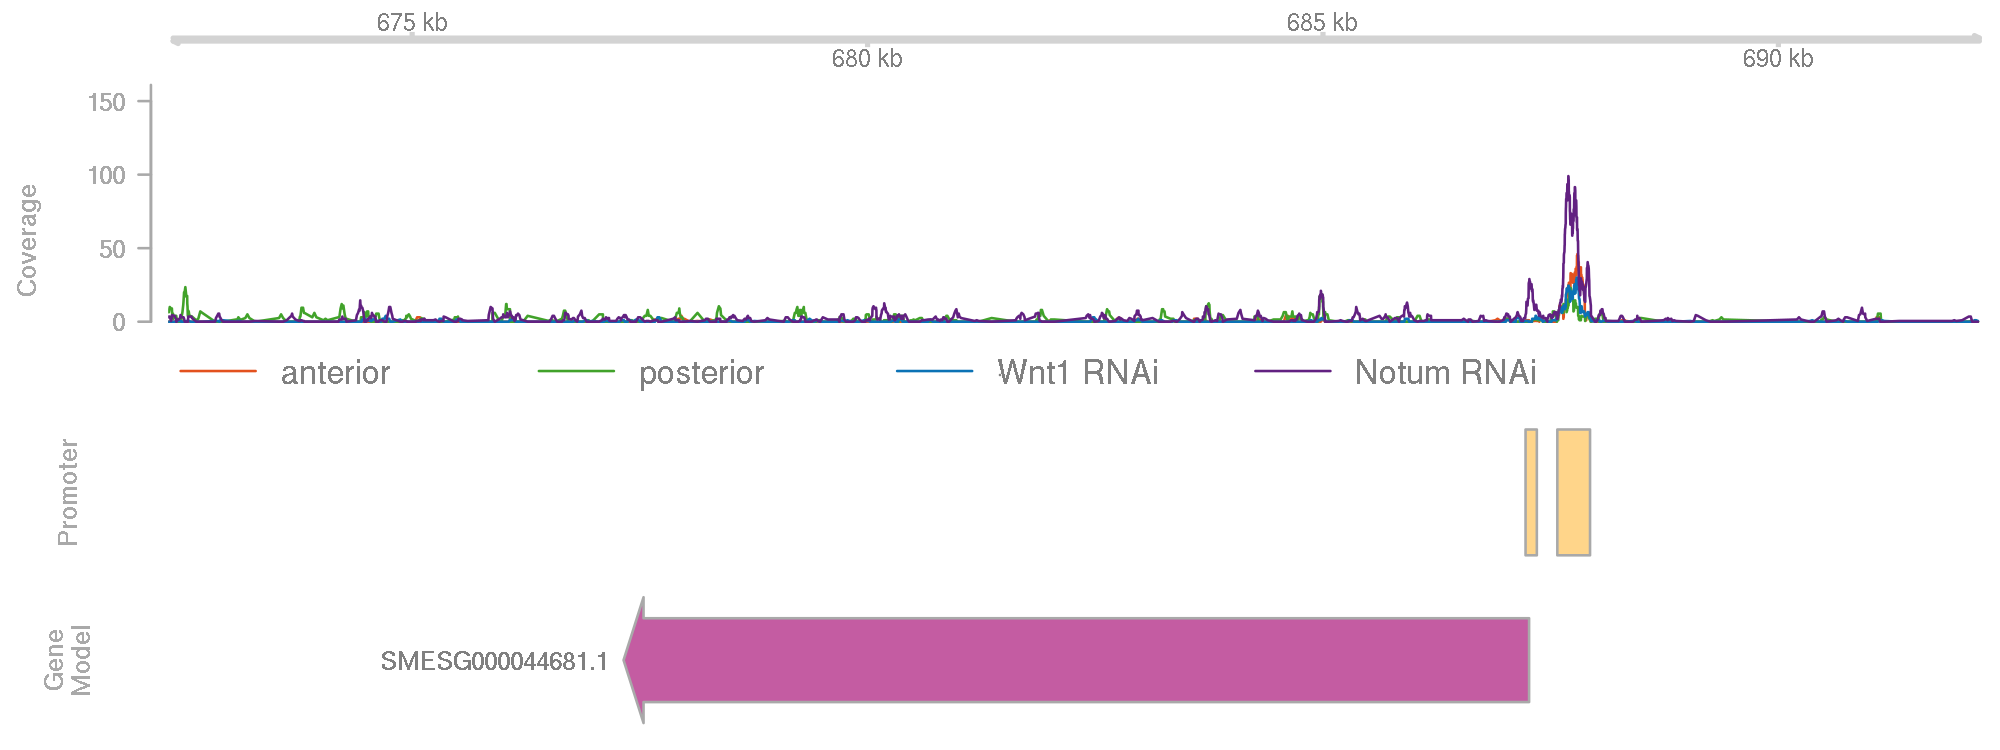 675 kb
685 kb
680 kb
690 kb
Coverage
150
100
50
0
anterior posterior Wnt1 RNAi Notum RNAi
Promoter
Gene
Model
SMESG000044681.1